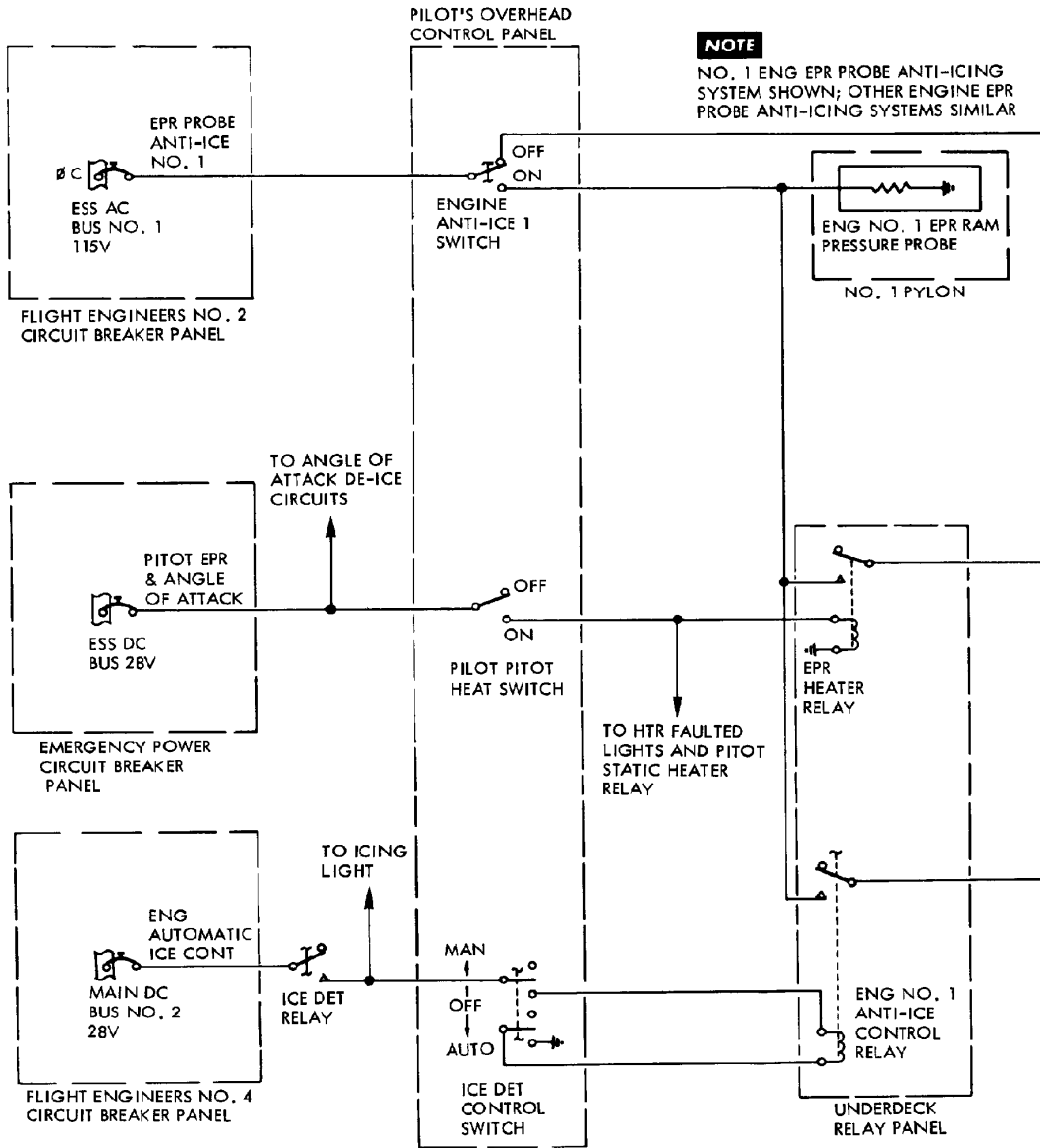 PILOT'S OVERHEAD
CONTROL PANEL
NOTE
NO. 1 ENG EPR PROBE ANTI-ICING
SYSTEM SHOWN; OTHER ENGINE EPR
PROBE ANTI-ICING SYSTEMS SIMILAR
EPR PROBE
ANTI-ICE
NO. 1
ØC
ESS AC
BUS NO. 1
115V
OFF
ON
ENGINE
ANTI-ICE 1
SWITCH
ENG NO. 1 EPR RAM
PRESSURE PROBE
NO. 1 PYLON
FLIGHT ENGINEERS NO. 2
CIRCUIT BREAKER PANEL
TO ANGLE OF
ATTACK DE-ICE
CIRCUITS
PITOT EPR
& ANGLE
OF ATTACK
ESS DC
BUS 28V
OFF
ON
PILOT PITOT
HEAT SWITCH
EPR
HEATER
RELAY
TO HTR FAULTED
LIGHTS AND PITOT
STATIC HEATER
RELAY
EMERGENCY POWER
CIRCUIT BREAKER
PANEL
TO ICING
LIGHT
ENG
AUTOMATIC
ICE CONT
MAIN DC
BUS NO. 2
28V
ICE DET
RELAY
MAN
OFF
AUTO
ICE DET
CONTROL
SWITCH
ENG NO. 1
ANTI-ICE
CONTROL
RELAY
FLIGHT ENGINEERS NO. 4
CIRCUIT BREAKER PANEL
UNDERDECK
RELAY PANEL